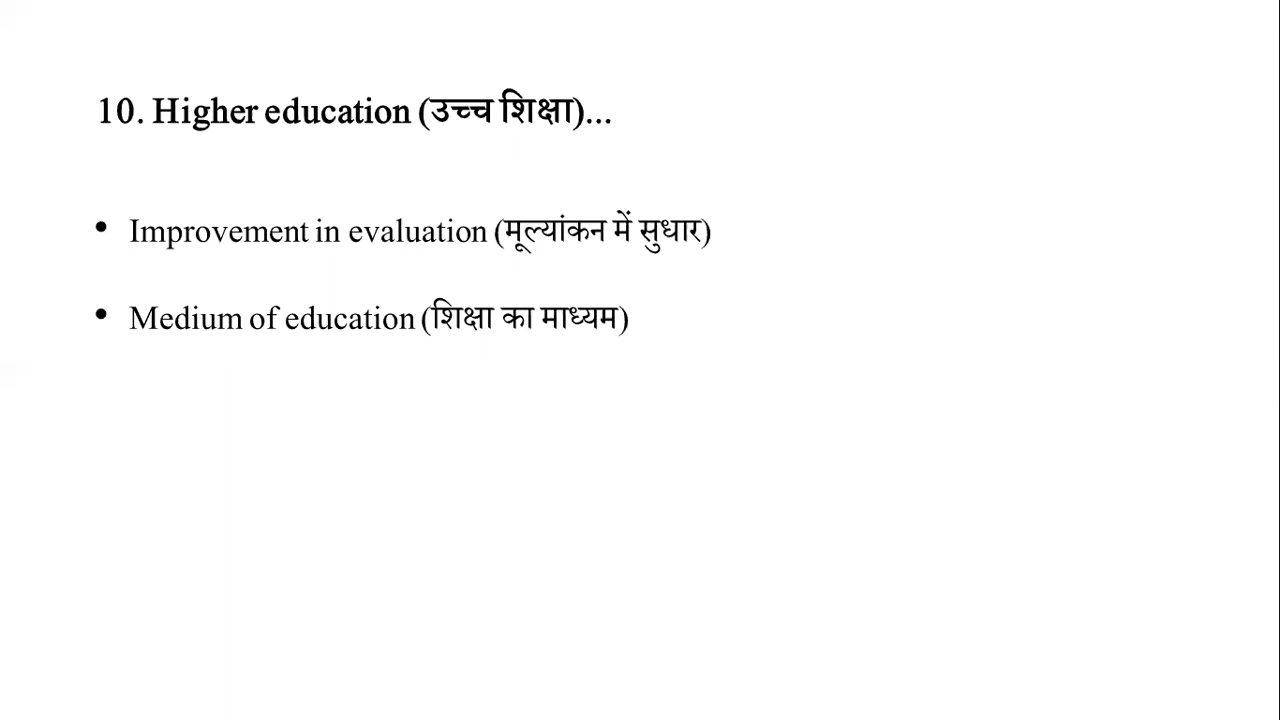 10. Higher education (उच्च शिक्षा)...
• Improvement in evaluation (मूल्यांकन में सुधार)
• Medium of education (शिक्षा का माध्यम)